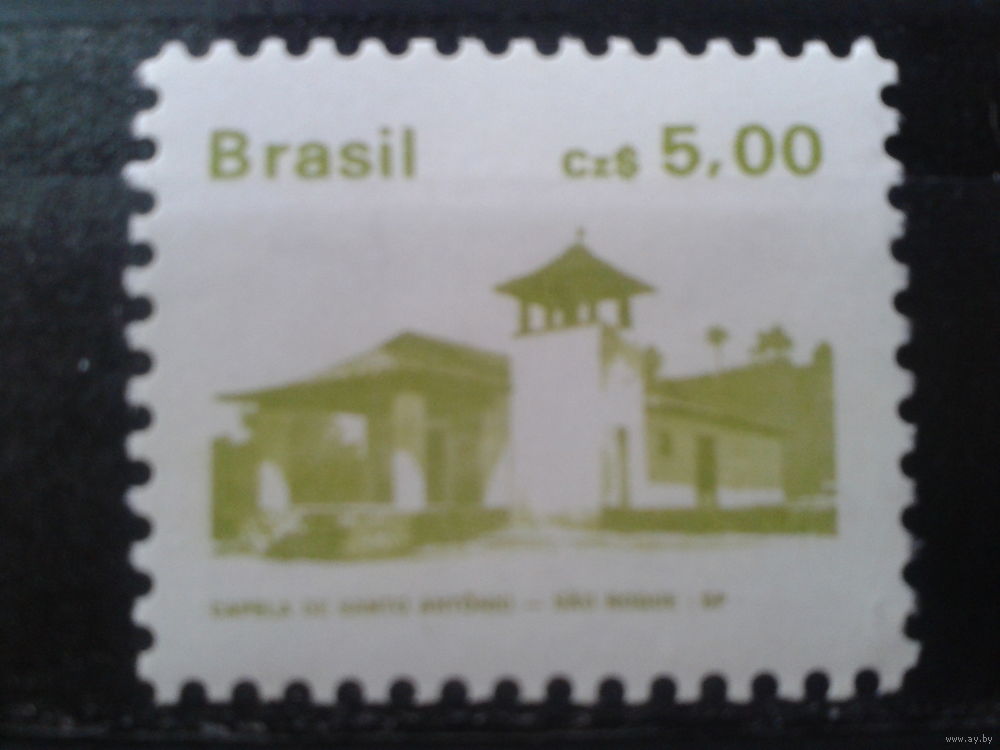 Brasil Cz$ 5,00
CAPELA DE SANTO ANTÔNIO — SÃO ROQUE - SP
www.ay.by